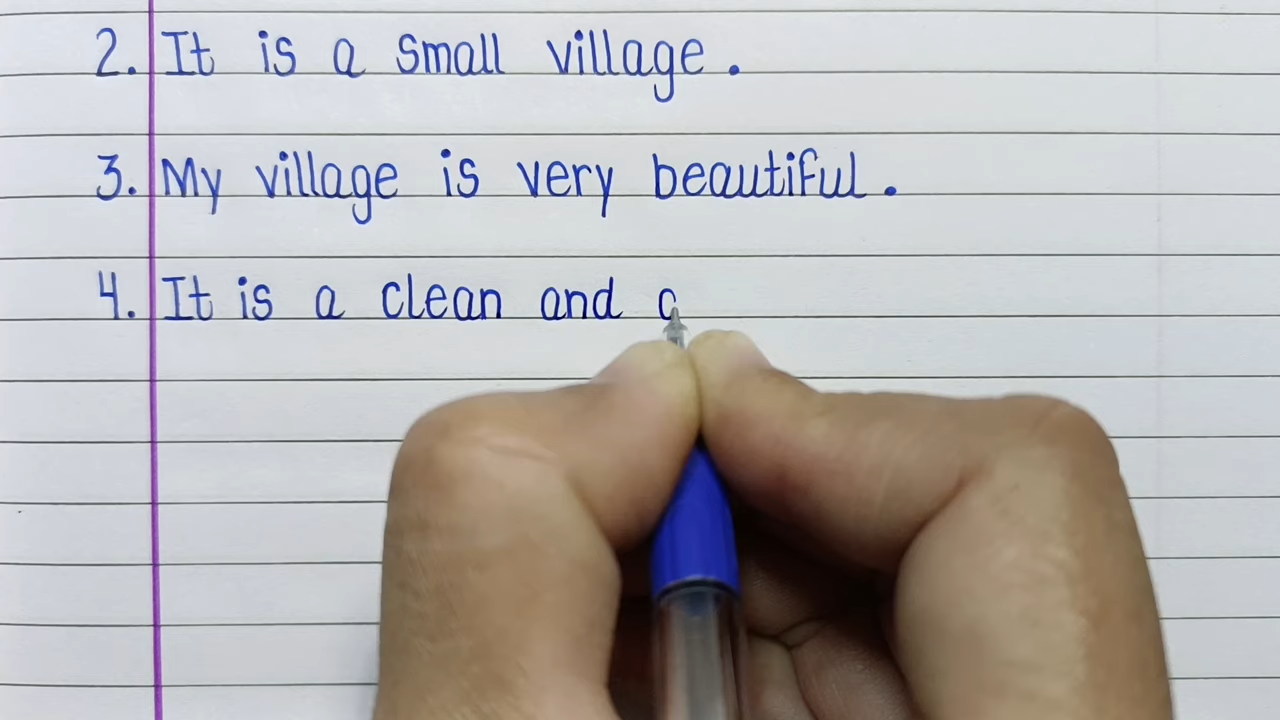 2. It is a small village.
3. My village is very beautiful.
4. It is a clean and